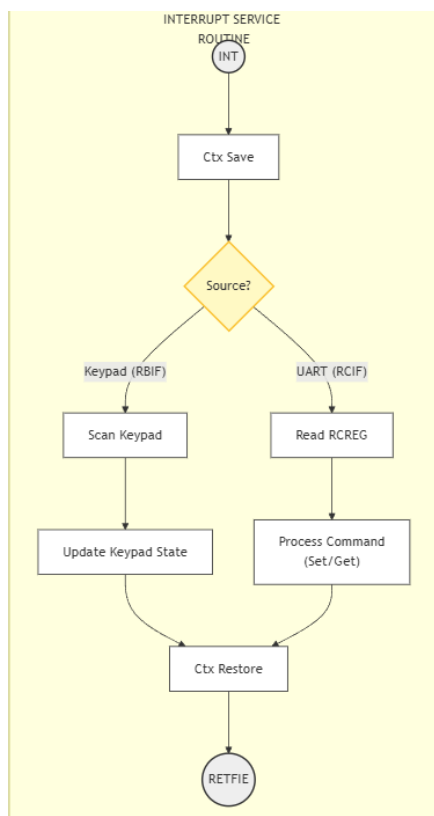 INTERRUPT SERVICE
ROUTINE
INT
Ctx Save
Source?
Keypad (RBIF)
UART (RCIF)
Scan Keypad
Read RCREG
Update Keypad State
Process Command
(Set/Get)
Ctx Restore
RETFIE